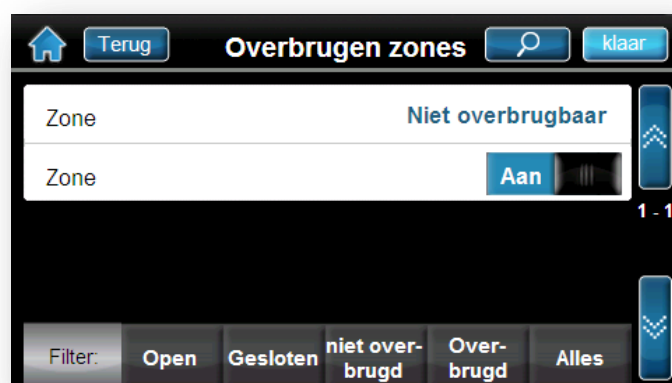 Terug Overbrugen zones klaar
Zone Niet overbrugbaar
Zone Aan
1 - 1
Filter: Open Gesloten niet over- Over- Alles
brugd brugd